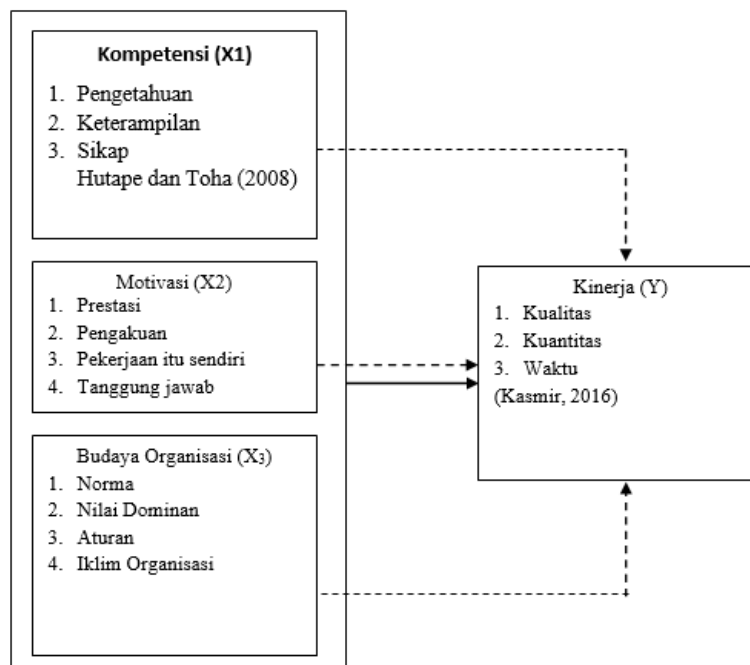 Kompetensi (X1)
1. Pengetahuan
2. Keterampilan
3. Sikap
Hutape dan Toha (2008)
Motivasi (X2)
1. Prestasi
2. Pengakuan
3. Pekerjaan itu sendiri
4. Tanggung jawab
Budaya Organisasi (X₃)
1. Norma
2. Nilai Dominan
3. Aturan
4. Iklim Organisasi
Kinerja (Y)
1. Kualitas
2. Kuantitas
3. Waktu
(Kasmir, 2016)